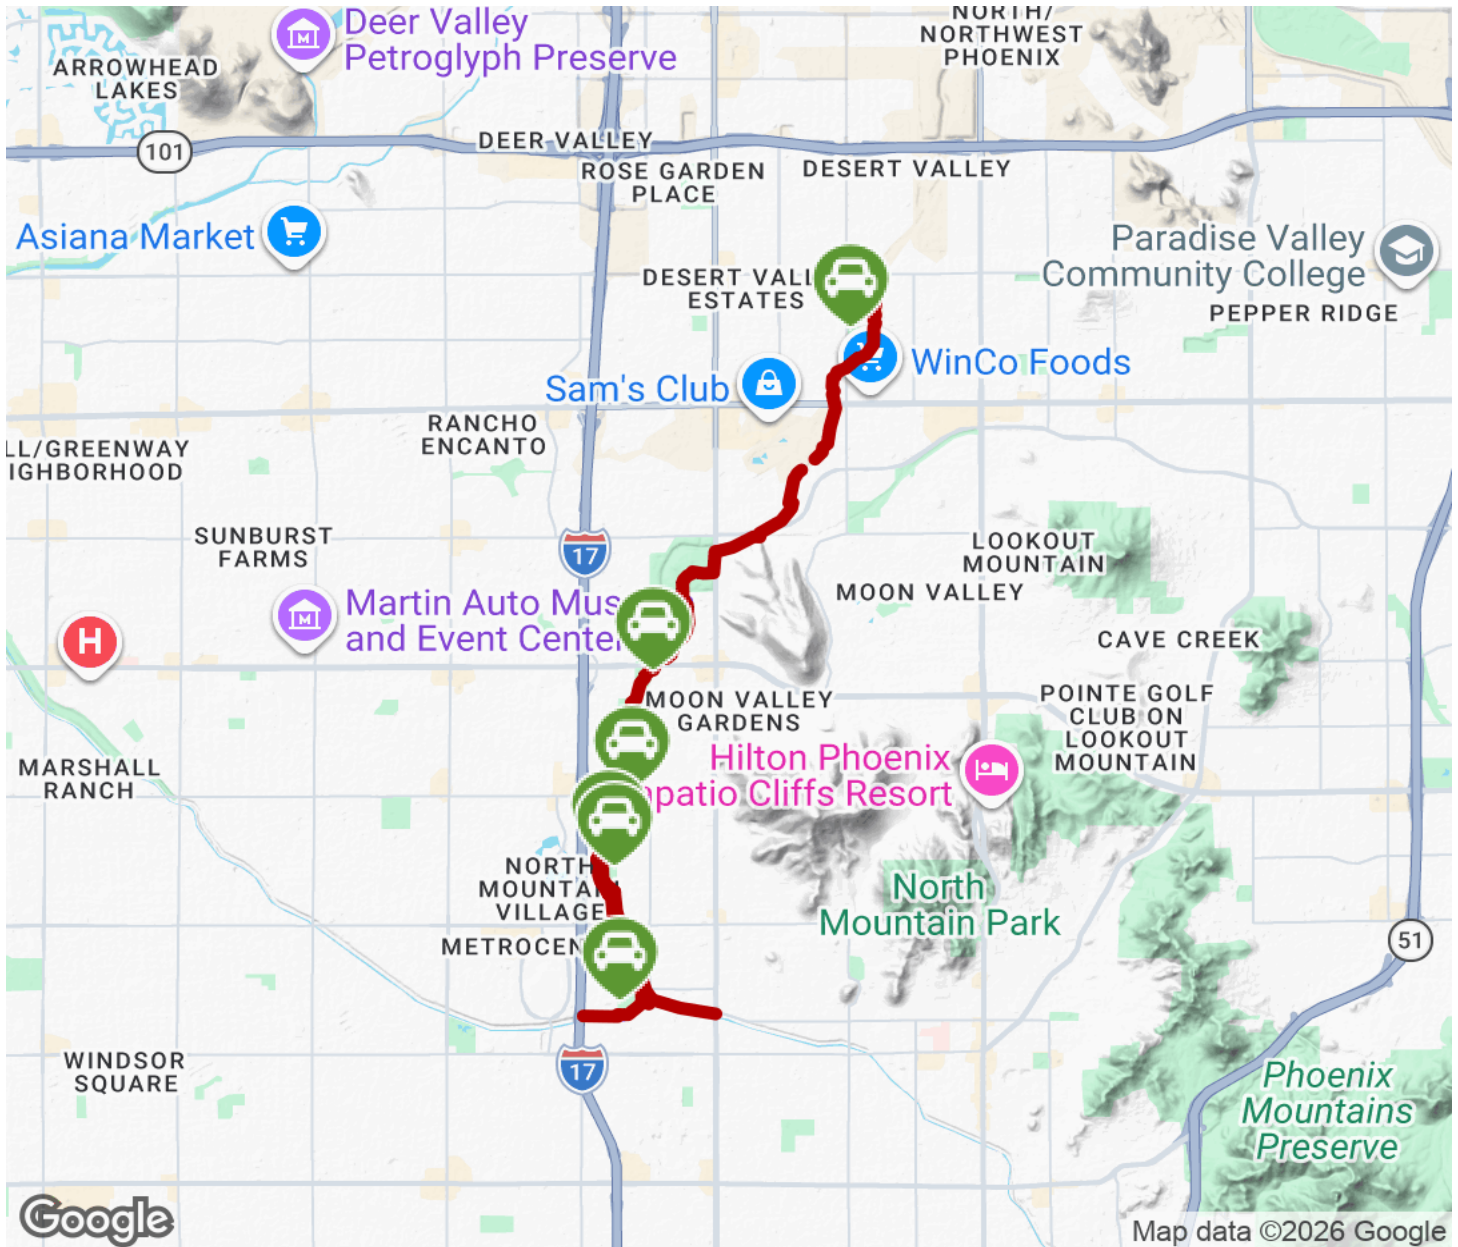 NORTH/
NORTHWEST
PHOENIX
Deer Valley
Petroglyph Preserve
ARROWHEAD
LAKES
101
DEER VALLEY
ROSE GARDEN
PLACE
DESERT VALLEY
Asiana Market
Paradise Valley
Community College
DESERT VALL
ESTATES
PEPPER RIDGE
WinCo Foods
Sam's Club
RANCHO
ENCANTO
LL/GREENWAY
IGHBORHOOD
SUNBURST
FARMS
17
LOOKOUT
MOUNTAIN
MOON VALLEY
Martin Auto Mus
and Event Center
H
CAVE CREEK
MOON VALLEY
GARDENS
POINTE GOLF
CLUB ON
LOOKOUT
MOUNTAIN
Hilton Phoenix
patio Cliffs Resort
MARSHALL
RANCH
NORTH
MOUNTAIN
VILLAGE
North
Mountain Park
METROCEN
51
17
WINDSOR
SQUARE
Phoenix
Mountains
Preserve
Google
Map data ©2026 Google